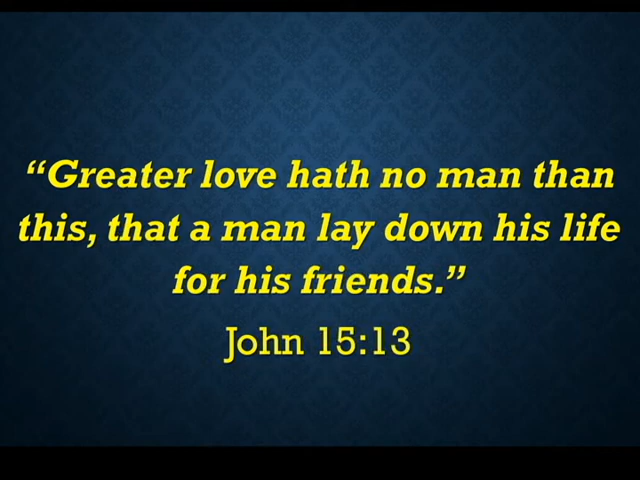 “Greater love hath no man than
this, that a man lay down his life
for his friends.”
John 15:13